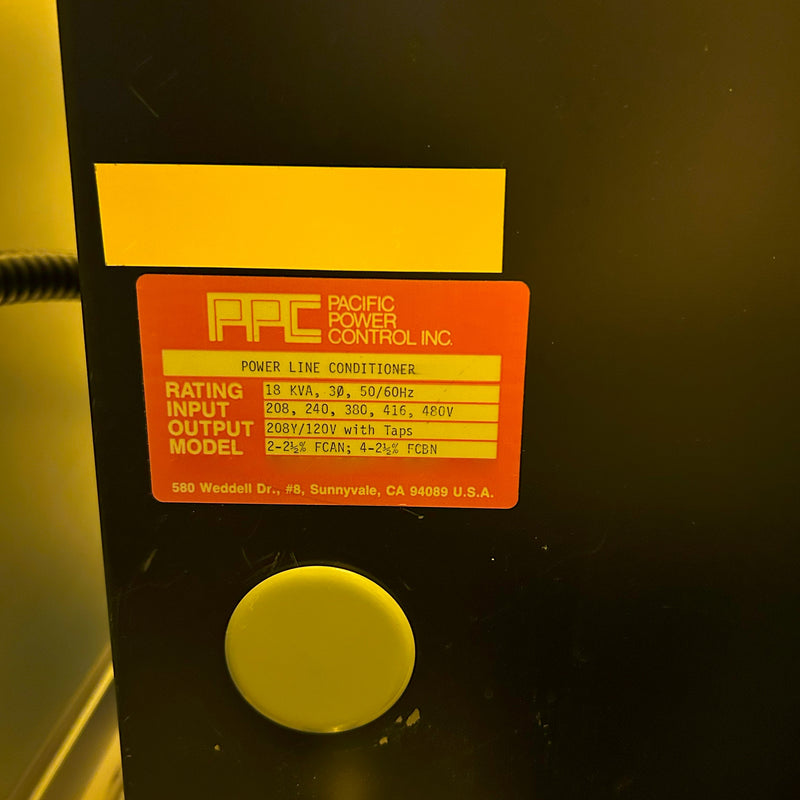 PPC
PACIFIC
POWER
CONTROL INC.
POWER LINE CONDITIONER
RATING 18 KVA, 3Ø, 50/60Hz
INPUT 208, 240, 380, 416, 480V
OUTPUT 208Y/120V with Taps
MODEL 2-2½% FCAN; 4-2½% FCBN
580 Weddell Dr., #8, Sunnyvale, CA 94089 U.S.A.